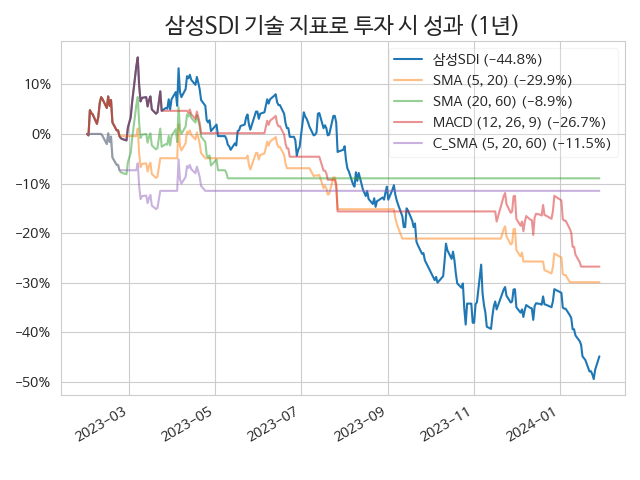 삼성SDI 기술 지표로 투자 시 성과 (1년)
삼성SDI (−44.8%)
SMA (5, 20) (−29.9%)
SMA (20, 60) (−8.9%)
MACD (12, 26, 9) (−26.7%)
C_SMA (5, 20, 60) (−11.5%)
10%
0%
−10%
−20%
−30%
−40%
−50%
2023−03
2023−05
2023−07
2023−09
2023−11
2024−01